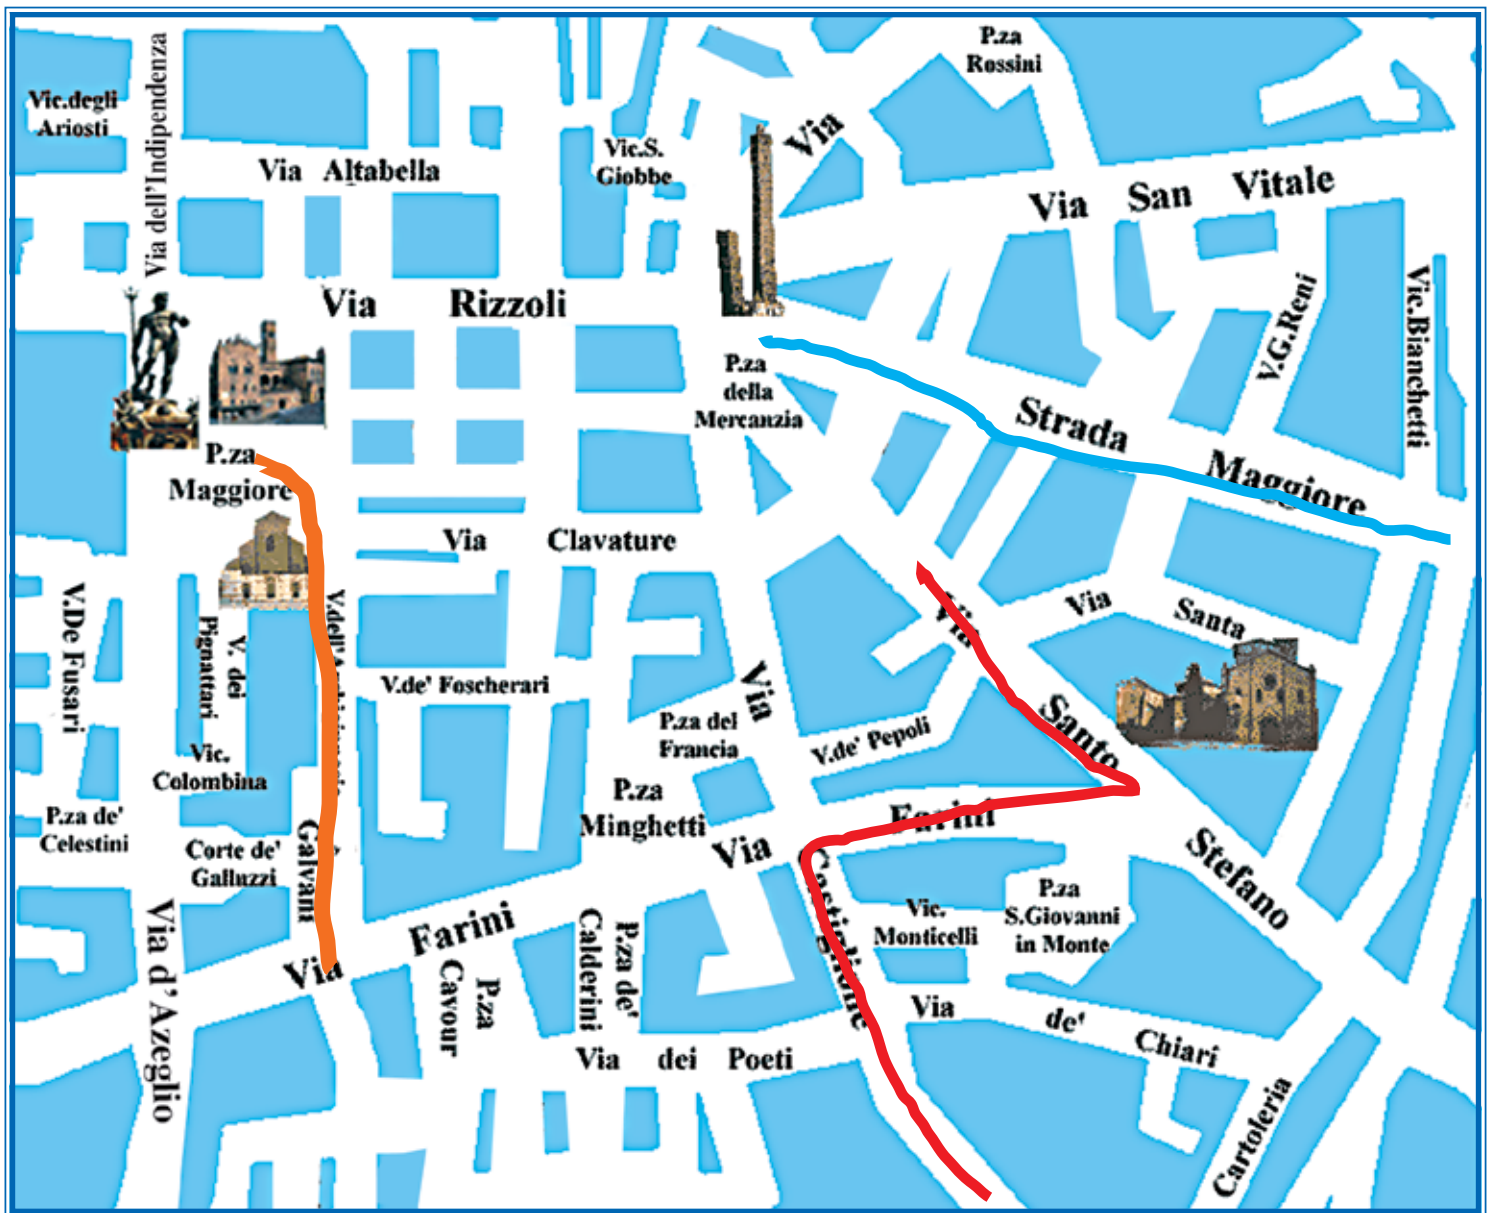 P.za
Rossini
Vic.degli
Ariosti
Via dell'Indipendenza
Via
Vic.S.
Giobbe
Via Altabella
Via San Vitale
Via Rizzoli
V.G.Reni
Vic.Bianchetti
P.za
della
Mercanzia
Strada Maggiore
P.za
Maggiore
Via Clavature
V.De Fusari
V. dei
Pignattari
Via Santa
Via Santo Stefano
V.de' Foscherari
Via Castiglione
P.za del
Francia
V.de' Pepoli
Vic.
Colombina
P.za
Minghetti
P.za de'
Celestini
Corte de'
Galluzzi
Galvani
Via Farini
Via Farini
Vic.
Monticelli
P.za
S.Giovanni
in Monte
Via d'Azeglio
P.za
Cavour
P.za de'
Calderini
Via de' Chiari
Via dei Poeti
Cartoleria